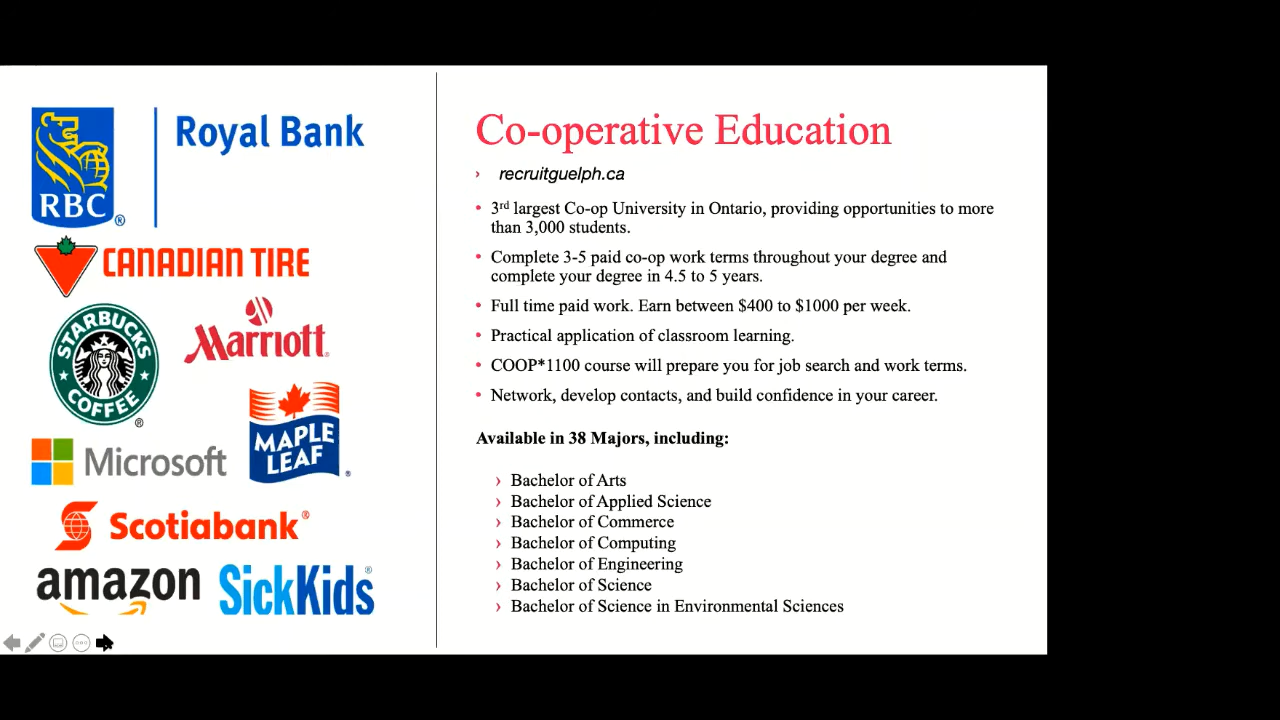 RBC
®
Royal Bank
CANADIAN TIRE
STARBUCKS
COFFEE
®
Marriott
MAPLE
LEAF
®
Microsoft
Scotiabank®
amazon
SickKids®
Co-operative Education
› recruitguelph.ca
• 3rd largest Co-op University in Ontario, providing opportunities to more
than 3,000 students.
• Complete 3-5 paid co-op work terms throughout your degree and
complete your degree in 4.5 to 5 years.
• Full time paid work. Earn between $400 to $1000 per week.
• Practical application of classroom learning.
• COOP*1100 course will prepare you for job search and work terms.
• Network, develop contacts, and build confidence in your career.
Available in 38 Majors, including:
› Bachelor of Arts
› Bachelor of Applied Science
› Bachelor of Commerce
› Bachelor of Computing
› Bachelor of Engineering
› Bachelor of Science
› Bachelor of Science in Environmental Sciences